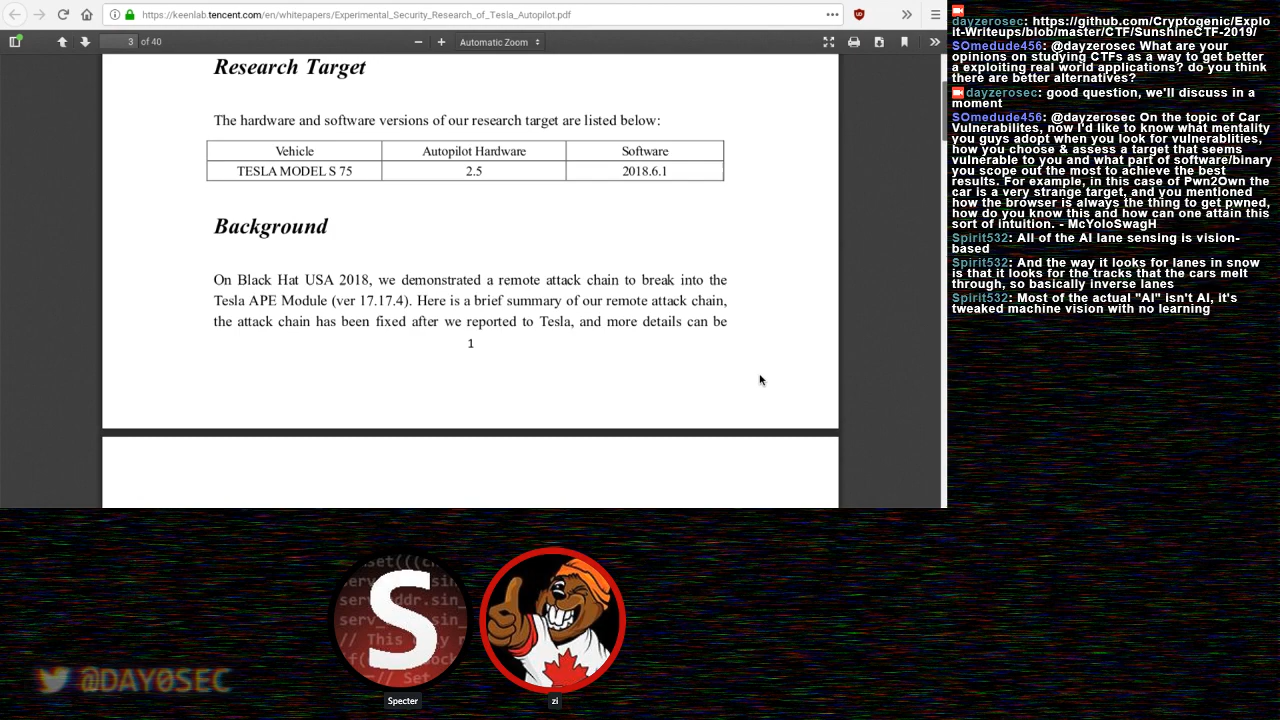 https://keenlab.tencent.com/en/whitepapers/Experimental_Security_Research_of_Tesla_Autopilot.pdf
3 of 40
Automatic Zoom
Research Target
The hardware and software versions of our research target are listed below:
Vehicle Autopilot Hardware Software
TESLA MODEL S 75 2.5 2018.6.1
Background
On Black Hat USA 2018, we demonstrated a remote attack chain to break into the
Tesla APE Module (ver 17.17.4). Here is a brief summary of our remote attack chain,
the attack chain has been fixed after we reported to Tesla, and more details can be
1
dayzerosec: https://github.com/Cryptogenic/Explo
it-Writeups/blob/master/CTF/SunshineCTF-2019/
SOmedude456: @dayzerosec What are your
opinions on studying CTFs as a way to get better
a exploiting real world applications? do you think
there are better alternatives?
dayzerosec: good question, we'll discuss in a
moment
SOmedude456: @dayzerosec On the topic of Car
Vulnerabilites, now I'd like to know what mentality
you guys adopt when you look for vulnerablities,
how you choose & assess a target that seems
vulnerable to you and what part of software/binary
you scope out the most to achieve the best
results. For example, in this case of Pwn2Own the
car is a very strange target, and you mentioned
how the browser is always the thing to get pwned,
how do you know this and how can one attain this
sort of intuition. - McYoloSwagH
Spirit532: All of the AI lane sensing is vision-
based
Spirit532: And the way it looks for lanes in snow
is that it looks for the tracks that the cars melt
through, so basically inverse lanes
Spirit532: Most of the actual "AI" isn't AI, it's
tweaked machine vision with no learning
S
Specter
zi
@DAY0SEC